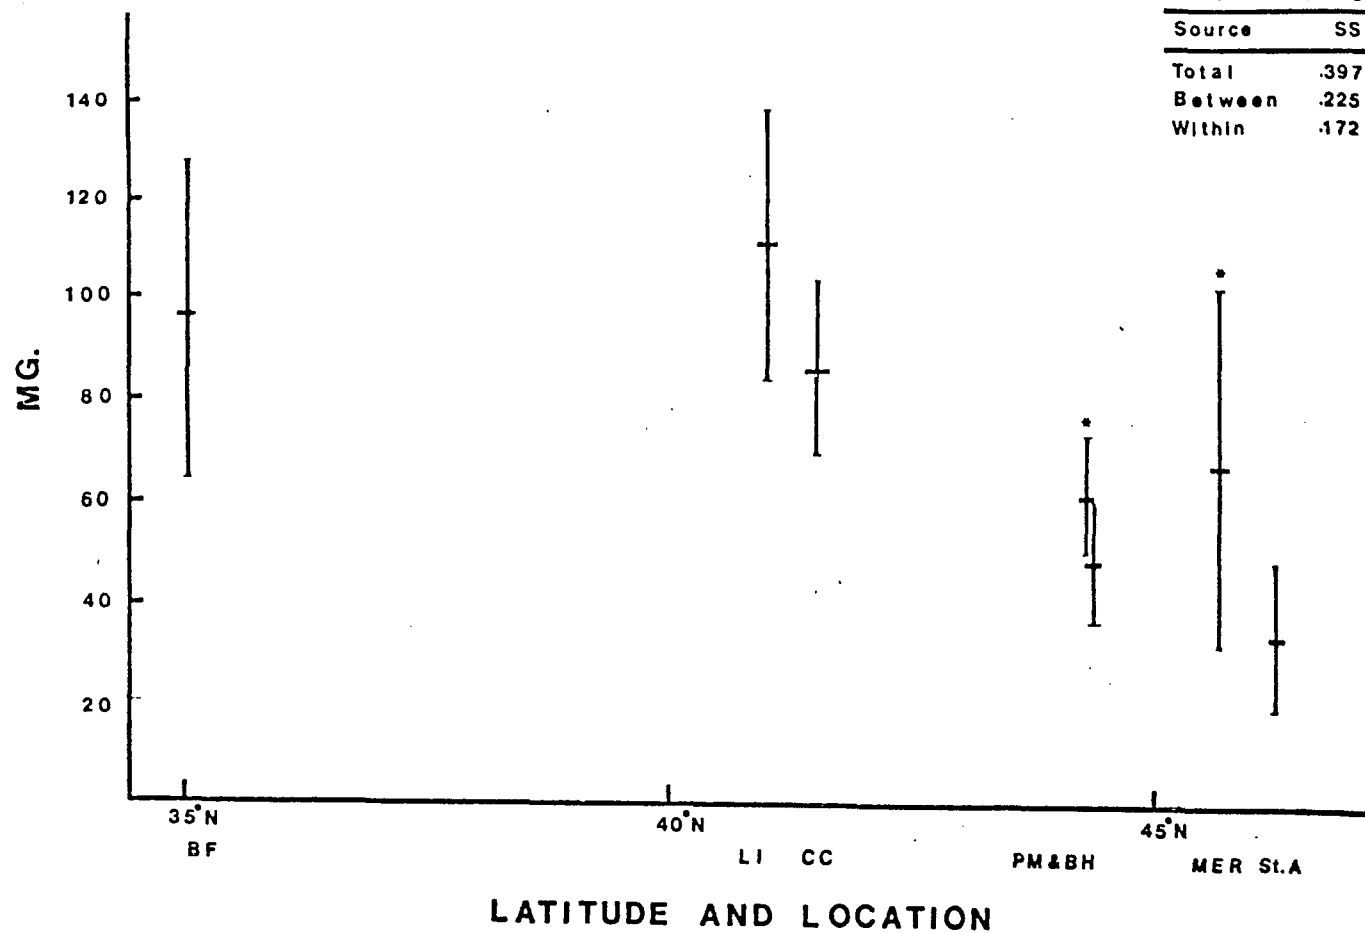 Source SS
Total .397
Between .225
Within .172
140
120
100
80
60
40
20
MG.
*
*
35°N
40°N
45°N
BF
LI
CC
PM&BH
MER
St.A
LATITUDE AND LOCATION